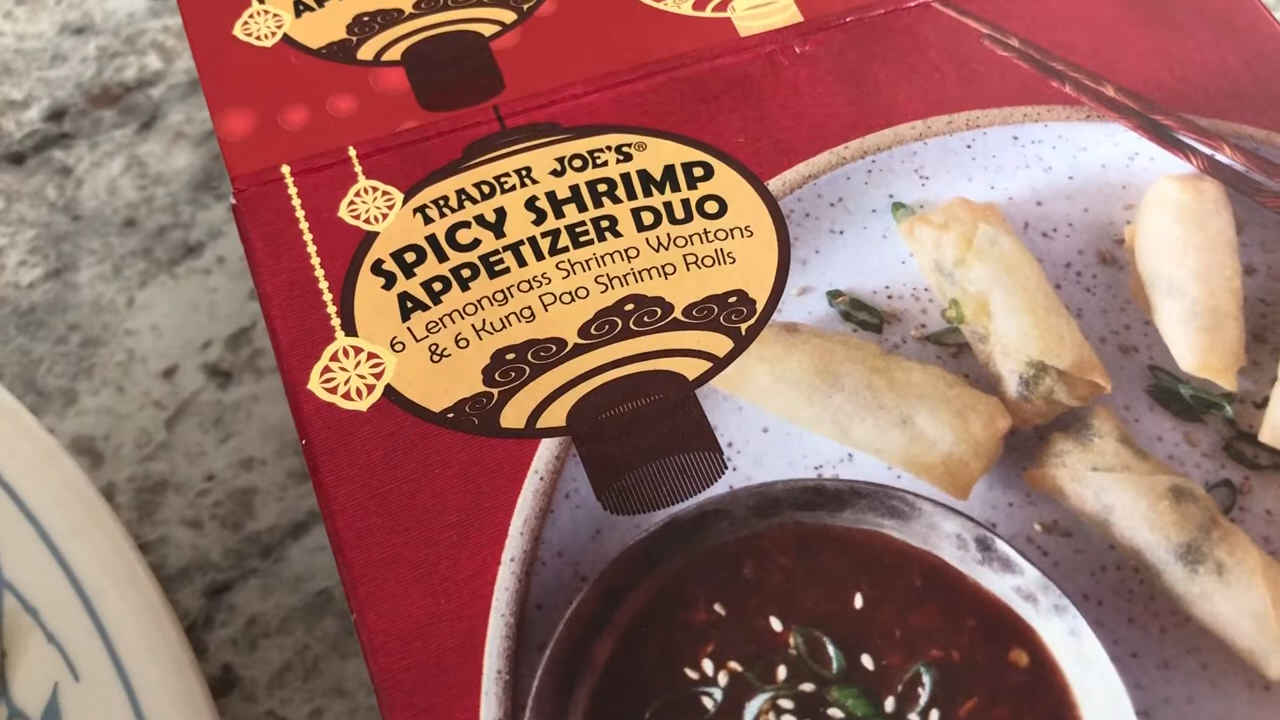 TRADER JOE'S®
SPICY SHRIMP
APPETIZER DUO
6 Lemongrass Shrimp Wontons
& 6 Kung Pao Shrimp Rolls